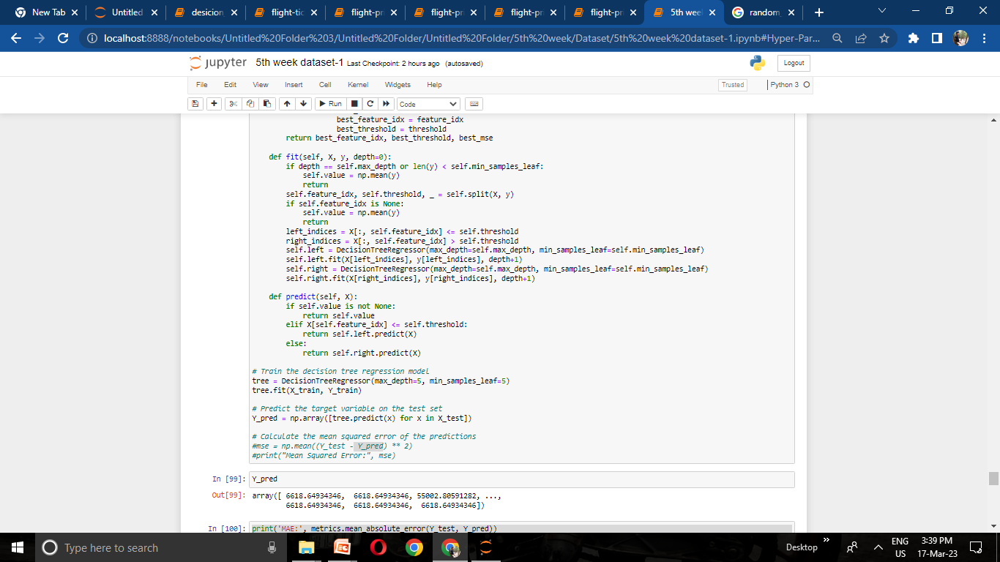 New Tab
Untitled
desicion
flight-tic
flight-pr
flight-pr
flight-pr
flight-pr
5th wee
random_
localhost:8888/notebooks/Untitled%20Folder%203/Untitled%20Folder/Untitled%20Folder/5th%20week/Dataset/5th%20week%20dataset-1.ipynb#Hyper-Par...
jupyter 5th week dataset-1 Last Checkpoint: 2 hours ago (autosaved)
Logout
File Edit View Insert Cell Kernel Widgets Help
Trusted
Python 3
Run
Code
best_feature_idx = feature_idx
best_threshold = threshold
return best_feature_idx, best_threshold, best_mse
def fit(self, X, y, depth=0):
if depth == self.max_depth or len(y) < self.min_samples_leaf:
self.value = np.mean(y)
return
self.feature_idx, self.threshold, _ = self.split(X, y)
if self.feature_idx is None:
self.value = np.mean(y)
return
left_indices = X[:, self.feature_idx] <= self.threshold
right_indices = X[:, self.feature_idx] > self.threshold
self.left = DecisionTreeRegressor(max_depth=self.max_depth, min_samples_leaf=self.min_samples_leaf)
self.left.fit(X[left_indices], y[left_indices], depth+1)
self.right = DecisionTreeRegressor(max_depth=self.max_depth, min_samples_leaf=self.min_samples_leaf)
self.right.fit(X[right_indices], y[right_indices], depth+1)
def predict(self, X):
if self.value is not None:
return self.value
elif X[self.feature_idx] <= self.threshold:
return self.left.predict(X)
else:
return self.right.predict(X)
# Train the decision tree regression model
tree = DecisionTreeRegressor(max_depth=5, min_samples_leaf=5)
tree.fit(X_train, Y_train)
# Predict the target variable on the test set
Y_pred = np.array([tree.predict(x) for x in X_test])
# Calculate the mean squared error of the predictions
#mse = np.mean((Y_test - Y_pred) ** 2)
#print("Mean Squared Error:", mse)
In [99]: Y_pred
Out[99]: array([ 6618.64934346, 6618.64934346, 55002.80591282, ...,
6618.64934346, 6618.64934346, 6618.64934346])
In [100]: print('MAE:', metrics.mean_absolute_error(Y_test, Y_pred))
Type here to search
Desktop
ENG
US
3:39 PM
17-Mar-23